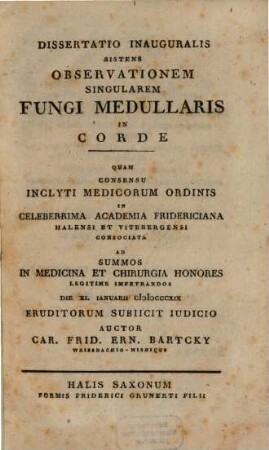 DISSERTATIO INAUGURALIS
SISTENS
OBSERVATIONEM
SINGULAREM
FUNGI MEDULLARIS
IN
CORDE
QUAM
CONSENSU
INCLYTI MEDICORUM ORDINIS
IN
CELEBERRIMA ACADEMIA FRIDERICIANA
HALENSI ET VITEBERGENSI
CONSOCIATA
AD
SUMMOS
IN MEDICINA ET CHIRURGIA HONORES
LEGITIME IMPETRANDOS
DIE XI. IANUARII CIƆIƆCCCXIX
ERUDITORUM SUBIICIT IUDICIO
AUCTOR
CAR. FRID. ERN. BARTCKY
HALIS SAXONUM
FORMIS FRIDERICI GRUNERTI FILII